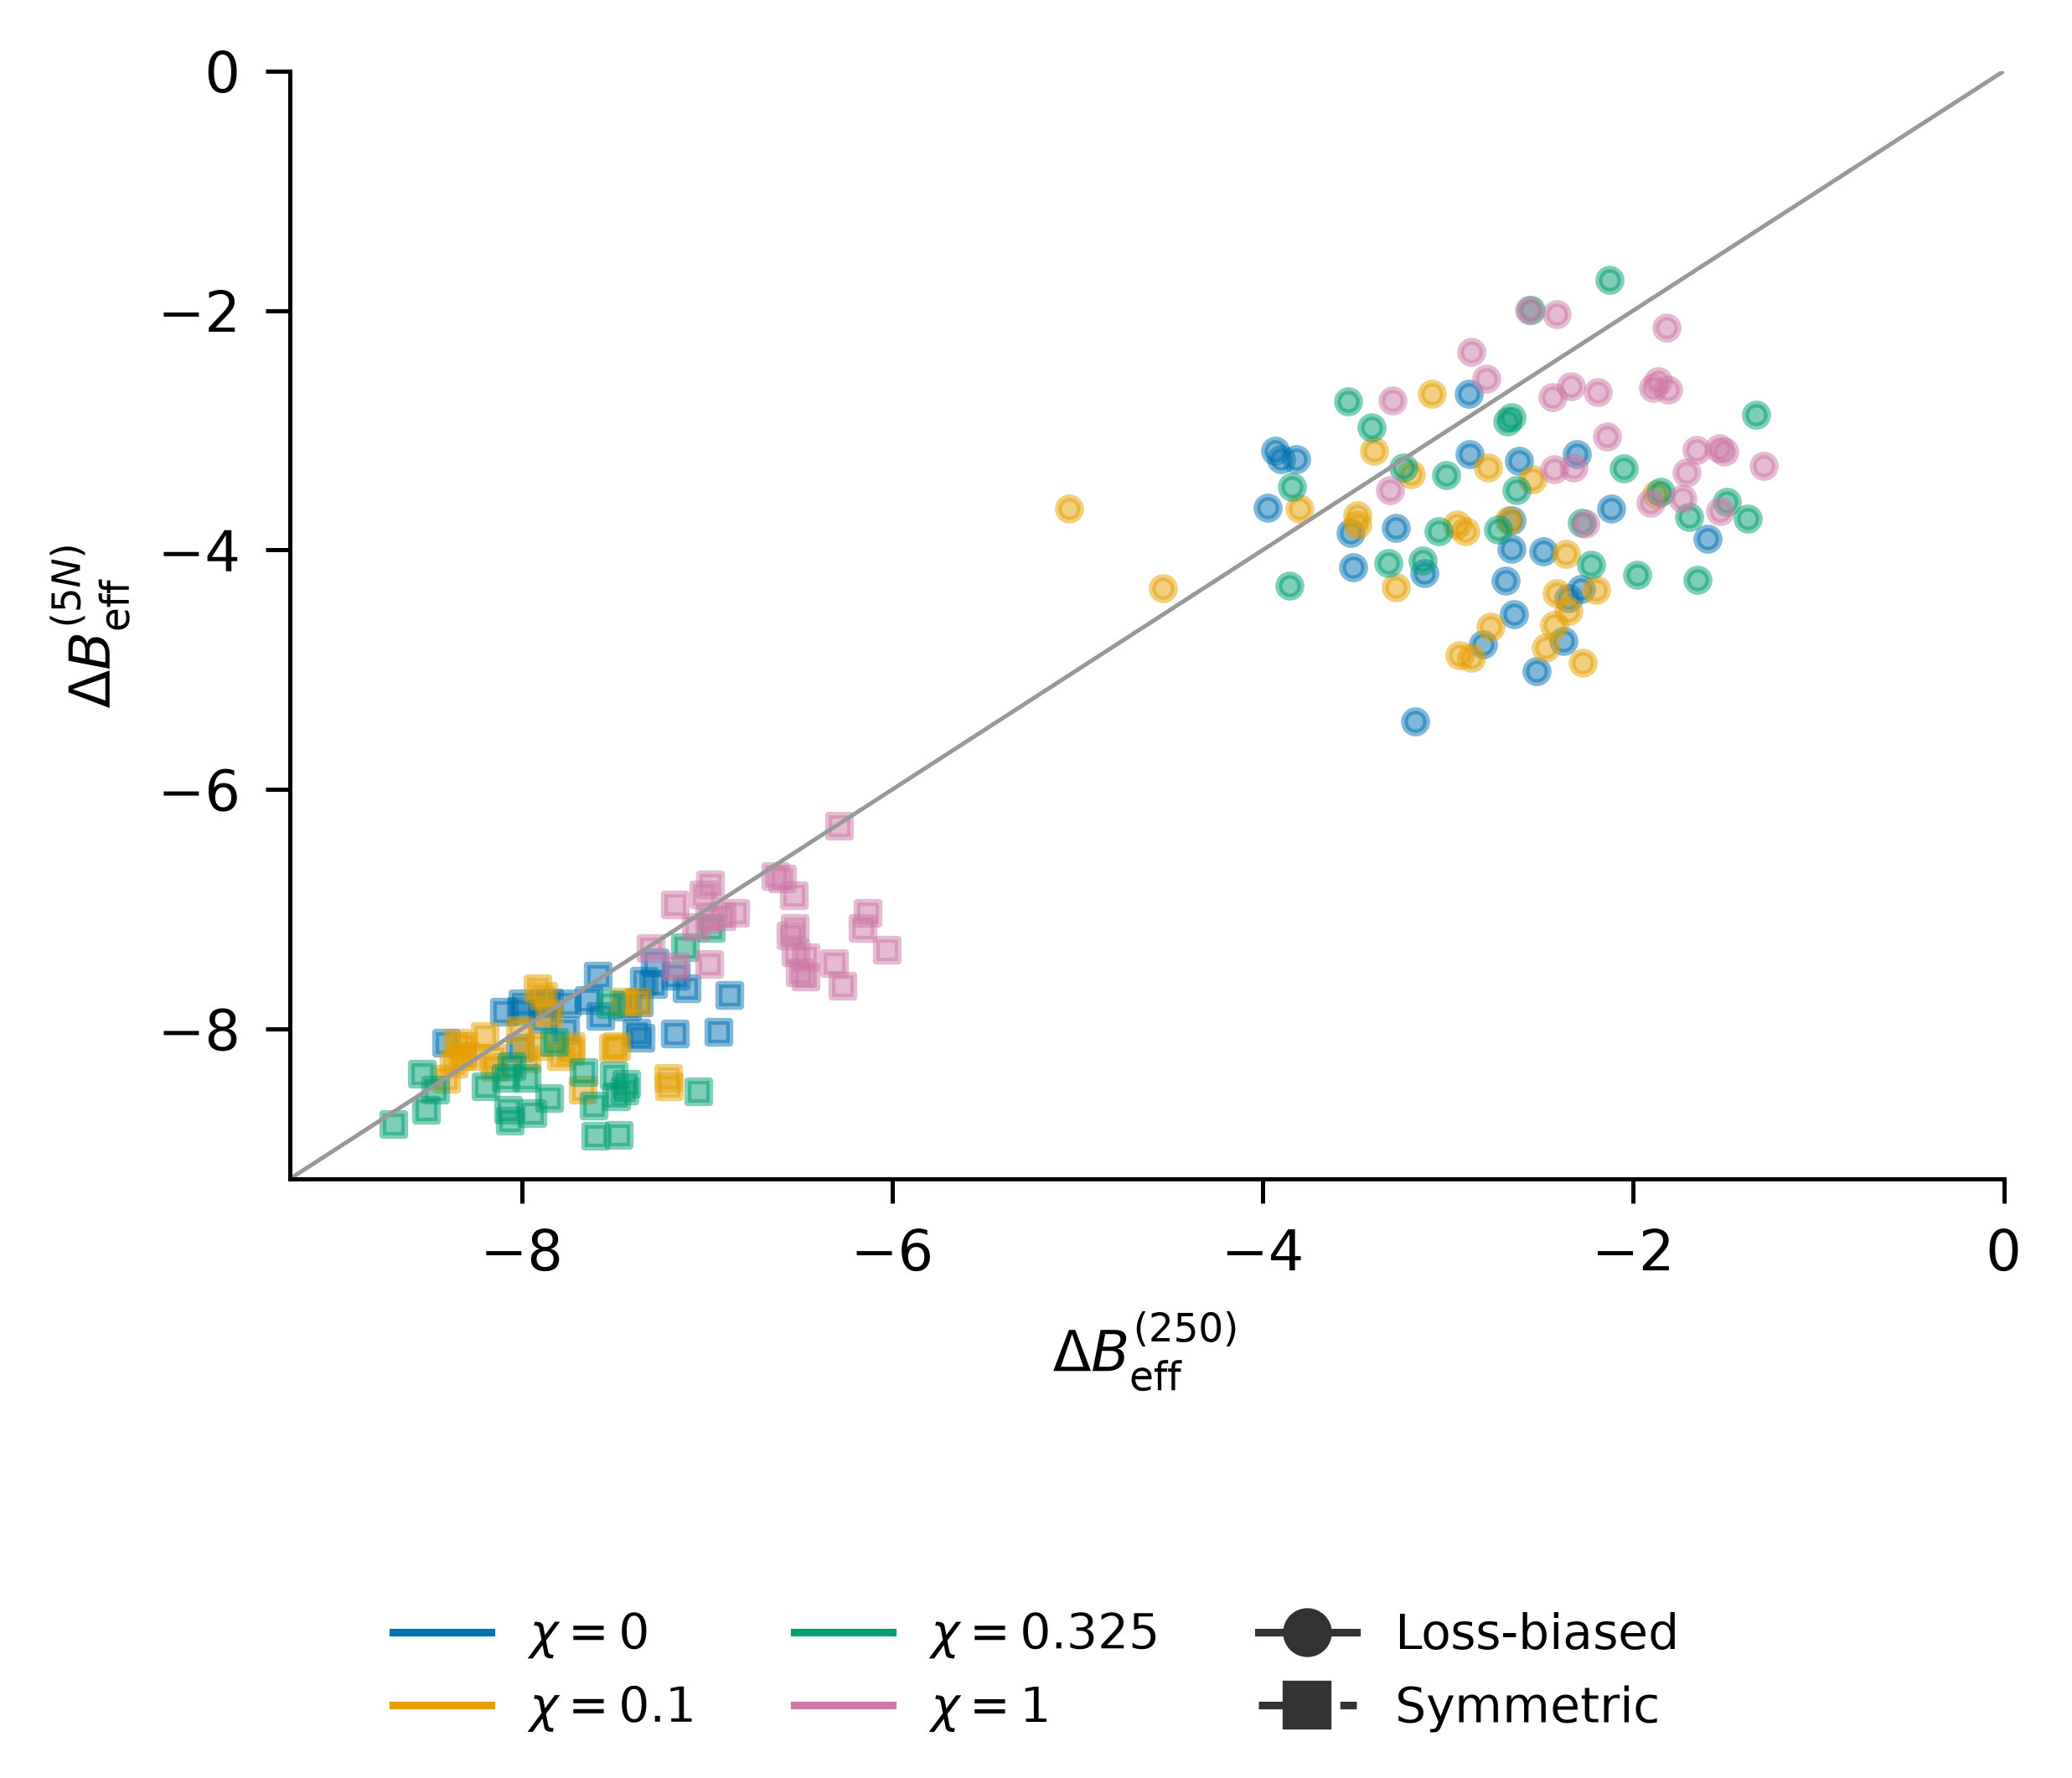 0
−2
−4
−6
−8
ΔB_eff^(5N)
−8 −6 −4 −2 0
ΔB_eff^(250)
χ = 0 χ = 0.325 Loss-biased
χ = 0.1 χ = 1 Symmetric